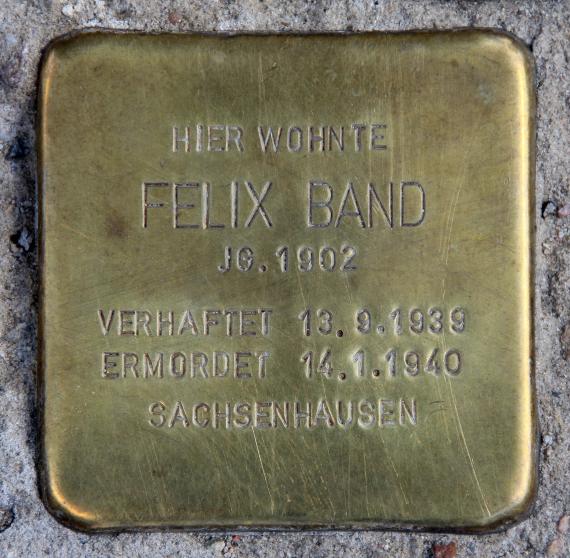 HIER WOHNTE
FELIX BAND
JG. 1902
VERHAFTET 13.9.1939
ERMORDET 14.1.1940
SACHSENHAUSEN